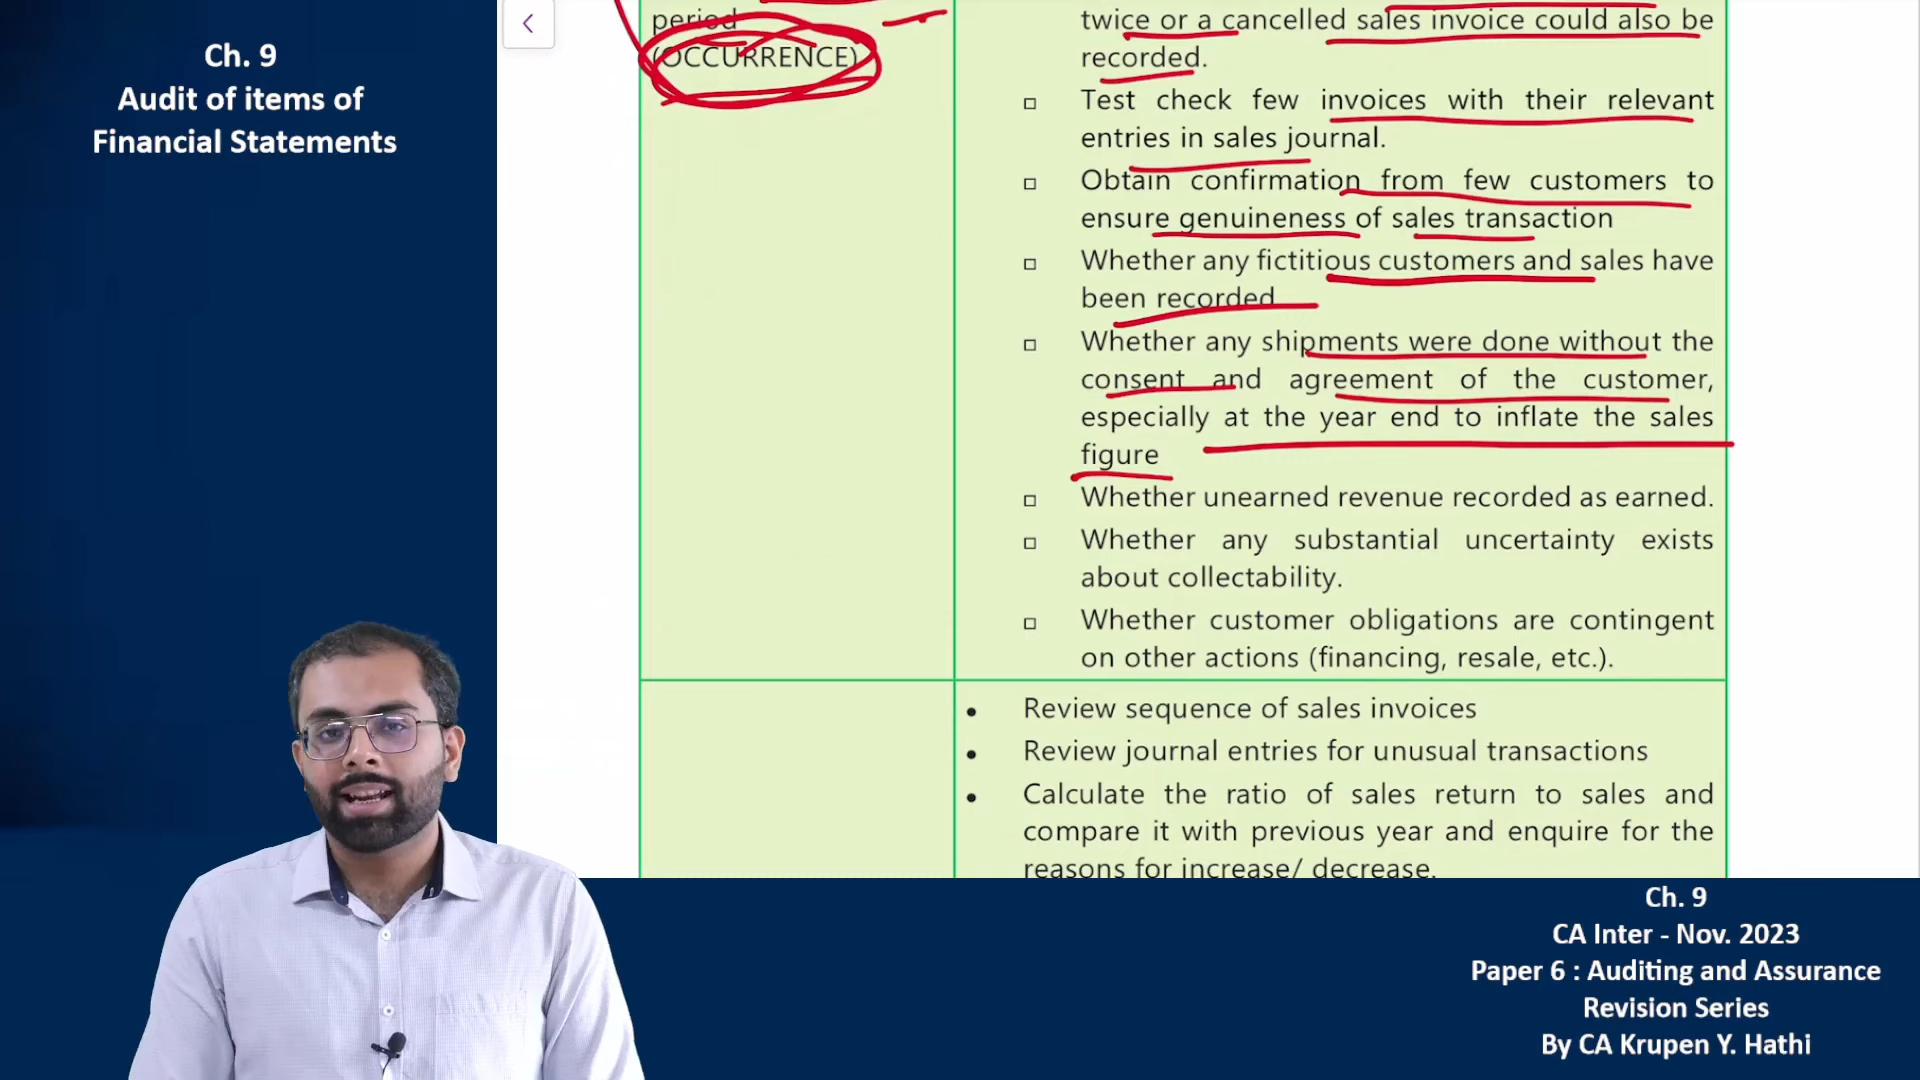 Ch. 9
Audit of items of
Financial Statements
period
(OCCURRENCE)
twice or a cancelled sales invoice could also be
recorded.
Test check few invoices with their relevant
entries in sales journal.
Obtain confirmation from few customers to
ensure genuineness of sales transaction
Whether any fictitious customers and sales have
been recorded
Whether any shipments were done without the
consent and agreement of the customer,
especially at the year end to inflate the sales
figure
Whether unearned revenue recorded as earned.
Whether any substantial uncertainty exists
about collectability.
Whether customer obligations are contingent
on other actions (financing, resale, etc.).
Review sequence of sales invoices
Review journal entries for unusual transactions
Calculate the ratio of sales return to sales and
compare it with previous year and enquire for the
reasons for increase/ decrease.
Ch. 9
CA Inter - Nov. 2023
Paper 6 : Auditing and Assurance
Revision Series
By CA Krupen Y. Hathi